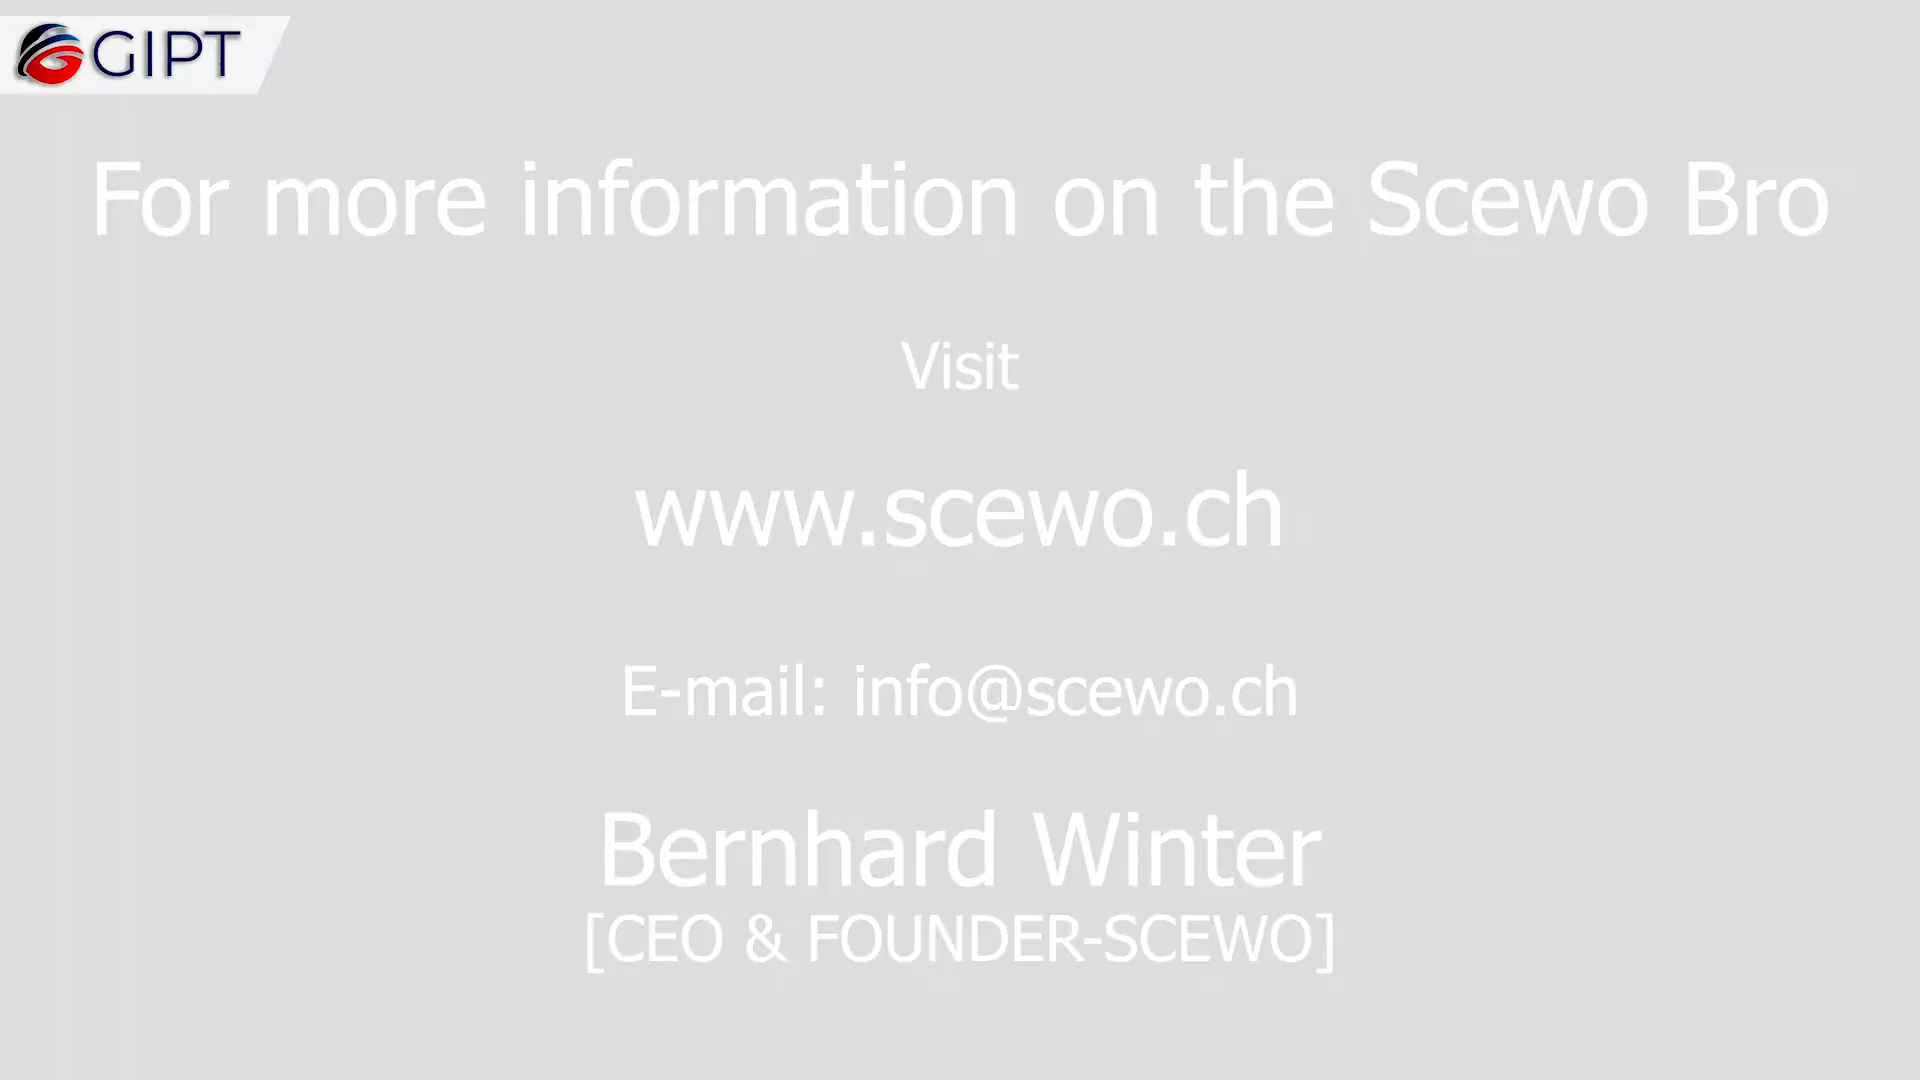 GIPT
For more information on the Scewo Bro
Visit
www.scewo.ch
E-mail: info@scewo.ch
Bernhard Winter
[CEO & FOUNDER-SCEWO]